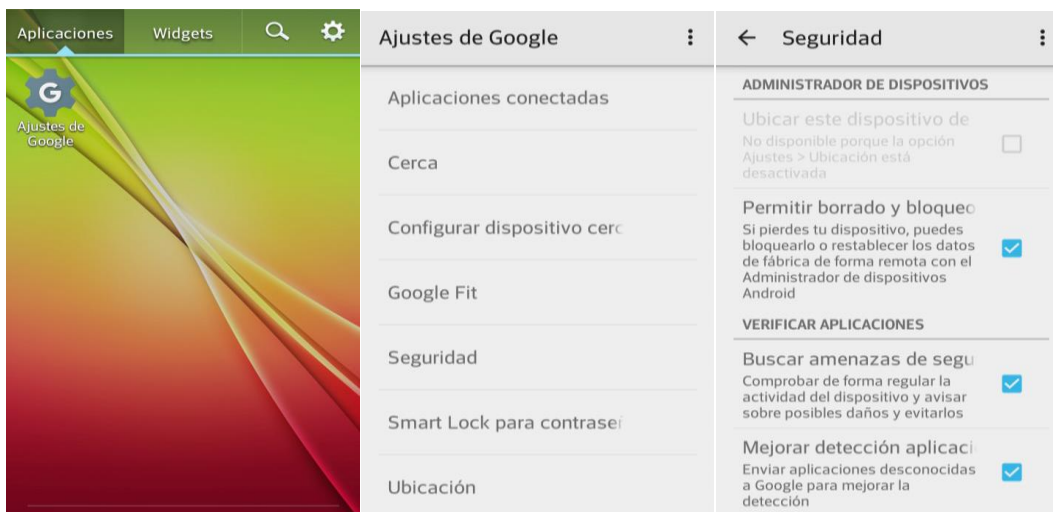 Aplicaciones
Widgets
G
Ajustes de
Google
Ajustes de Google
Aplicaciones conectadas
Cerca
Configurar dispositivo cerc
Google Fit
Seguridad
Smart Lock para contraseñ
Ubicación
Seguridad
ADMINISTRADOR DE DISPOSITIVOS
Ubicar este dispositivo de
No disponible porque la opción
Ajustes > Ubicación está
desactivada
Permitir borrado y bloqueo
Si pierdes tu dispositivo, puedes
bloquearlo o restablecer los datos
de fábrica de forma remota con el
Administrador de dispositivos
Android
VERIFICAR APLICACIONES
Buscar amenazas de segu
Comprobar de forma regular la
actividad del dispositivo y avisar
sobre posibles daños y evitarlos
Mejorar detección aplicaci
Enviar aplicaciones desconocidas
a Google para mejorar la
detección